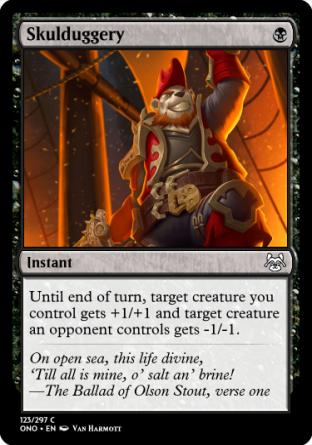 Skulduggery
Instant
Until end of turn, target creature you
control gets +1/+1 and target creature
an opponent controls gets -1/-1.
On open sea, this life divine,
‘Till all is mine, o’ salt an’ brine!
—The Ballad of Olson Stout, verse one
123/297 C
ONO • EN Van Harmott